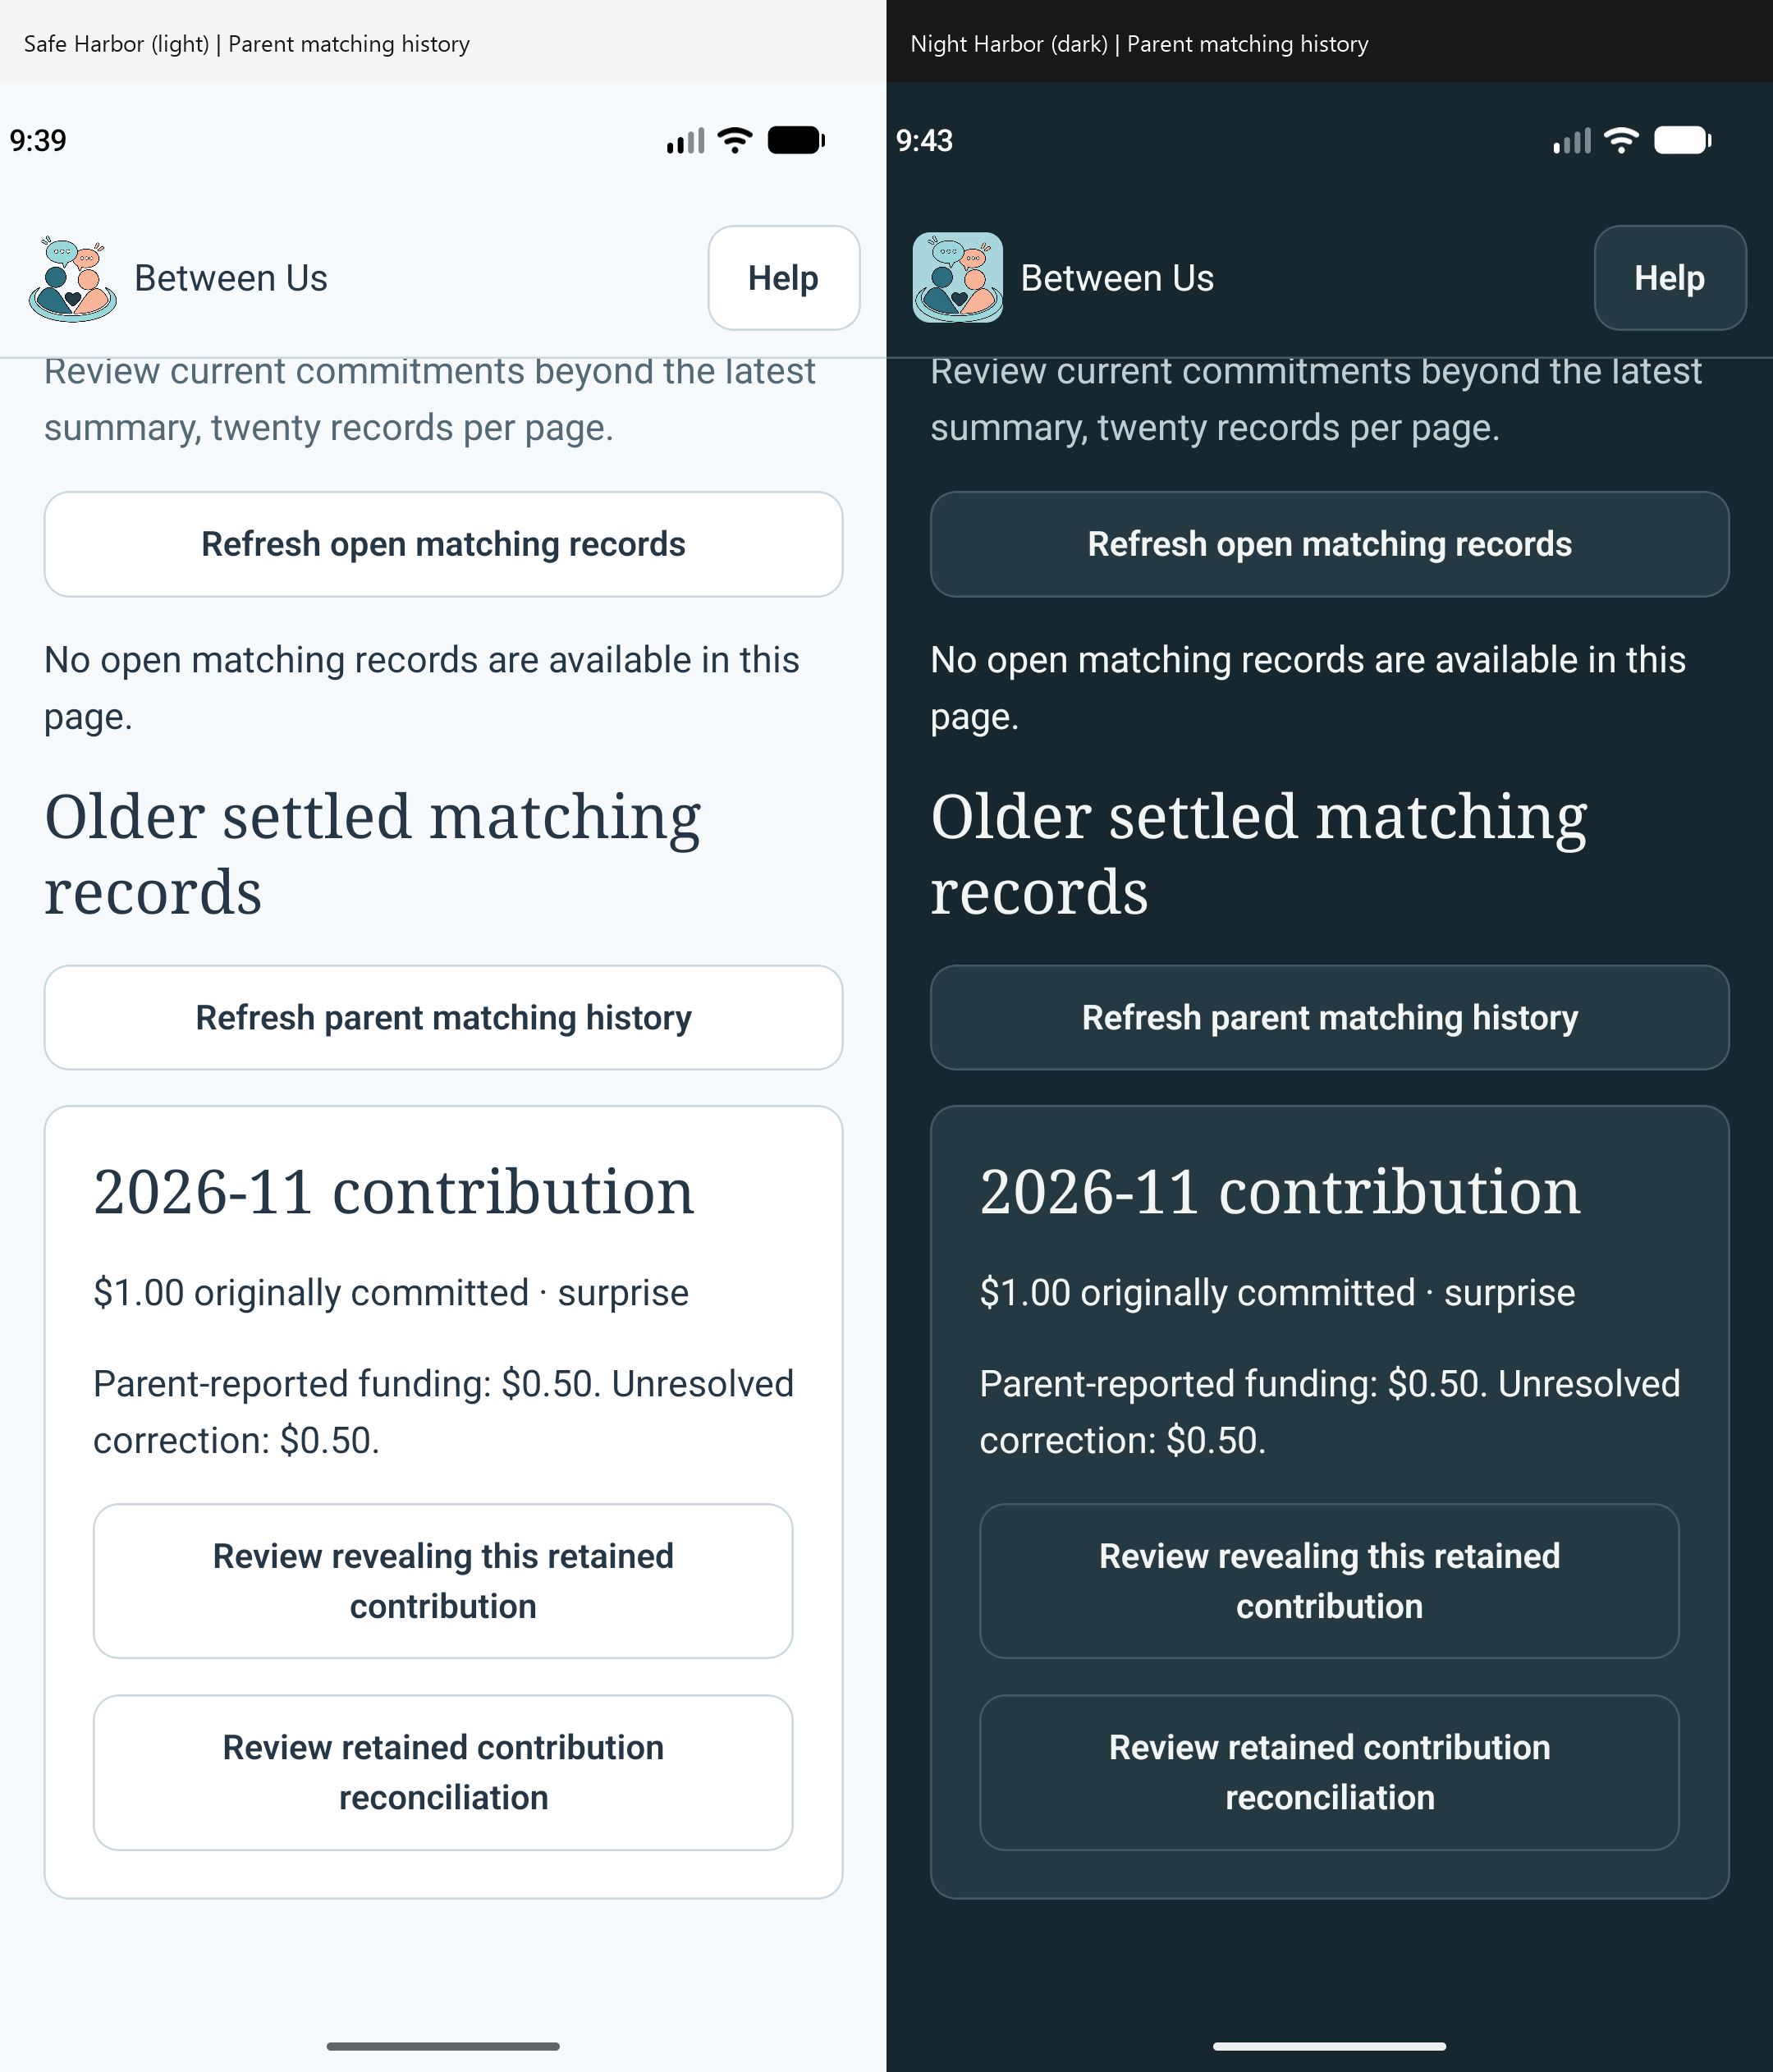 Safe Harbor (light) | Parent matching history
9:39
Between Us
Help
Review current commitments beyond the latest
summary, twenty records per page.
Refresh open matching records
No open matching records are available in this
page.
Older settled matching
records
Refresh parent matching history
2026-11 contribution
$1.00 originally committed · surprise
Parent-reported funding: $0.50. Unresolved
correction: $0.50.
Review revealing this retained
contribution
Review retained contribution
reconciliation
Night Harbor (dark) | Parent matching history
9:43
Between Us
Help
Review current commitments beyond the latest
summary, twenty records per page.
Refresh open matching records
No open matching records are available in this
page.
Older settled matching
records
Refresh parent matching history
2026-11 contribution
$1.00 originally committed · surprise
Parent-reported funding: $0.50. Unresolved
correction: $0.50.
Review revealing this retained
contribution
Review retained contribution
reconciliation